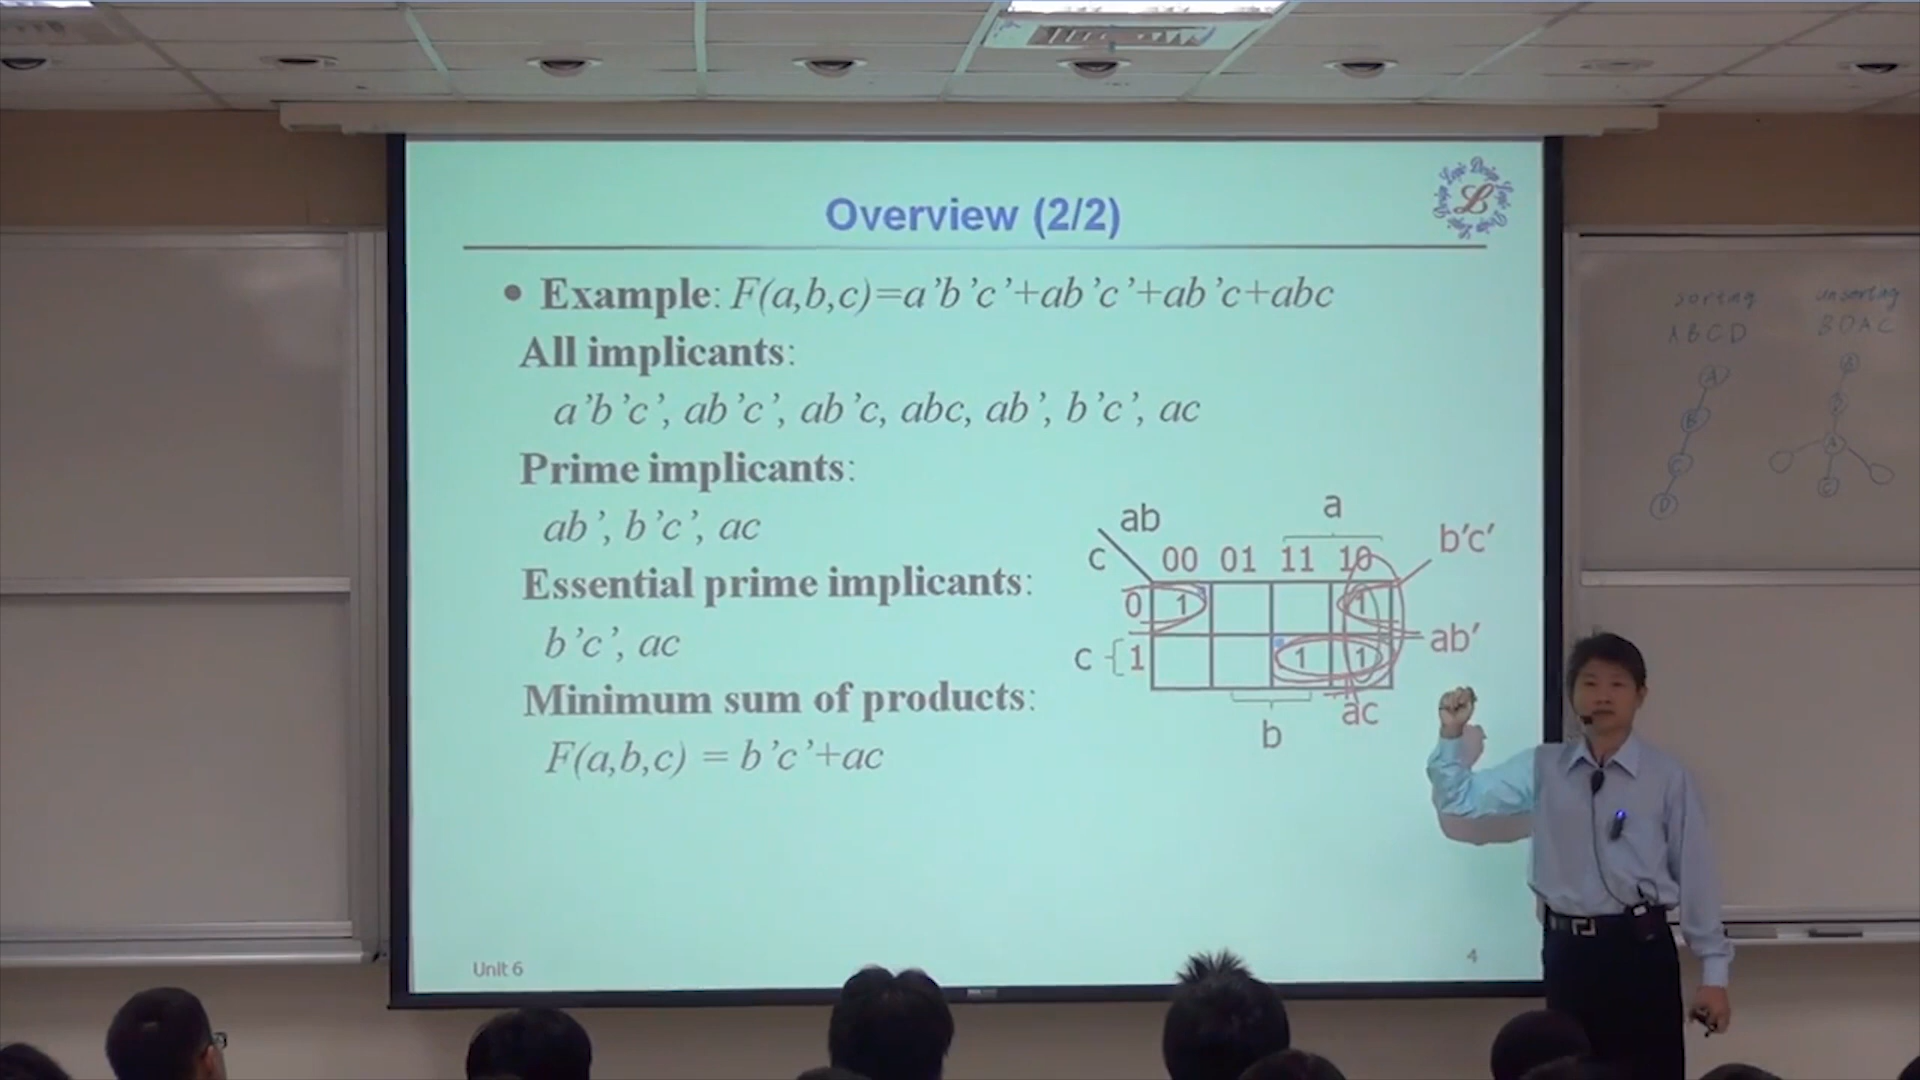 Overview (2/2)
• Example: F(a,b,c)=a’b’c’+ab’c’+ab’c+abc
All implicants:
a’b’c’, ab’c’, ab’c, abc, ab’, b’c’, ac
Prime implicants:
ab’, b’c’, ac
Essential prime implicants:
b’c’, ac
Minimum sum of products:
F(a,b,c) = b’c’+ac
a
ab
b’c’
c
00 01 11 10
0 1 1
ab’
c 1 1 1
ac
b
Unit 6
4
L
sorting
ABCD
A
B
C
D
unsorting